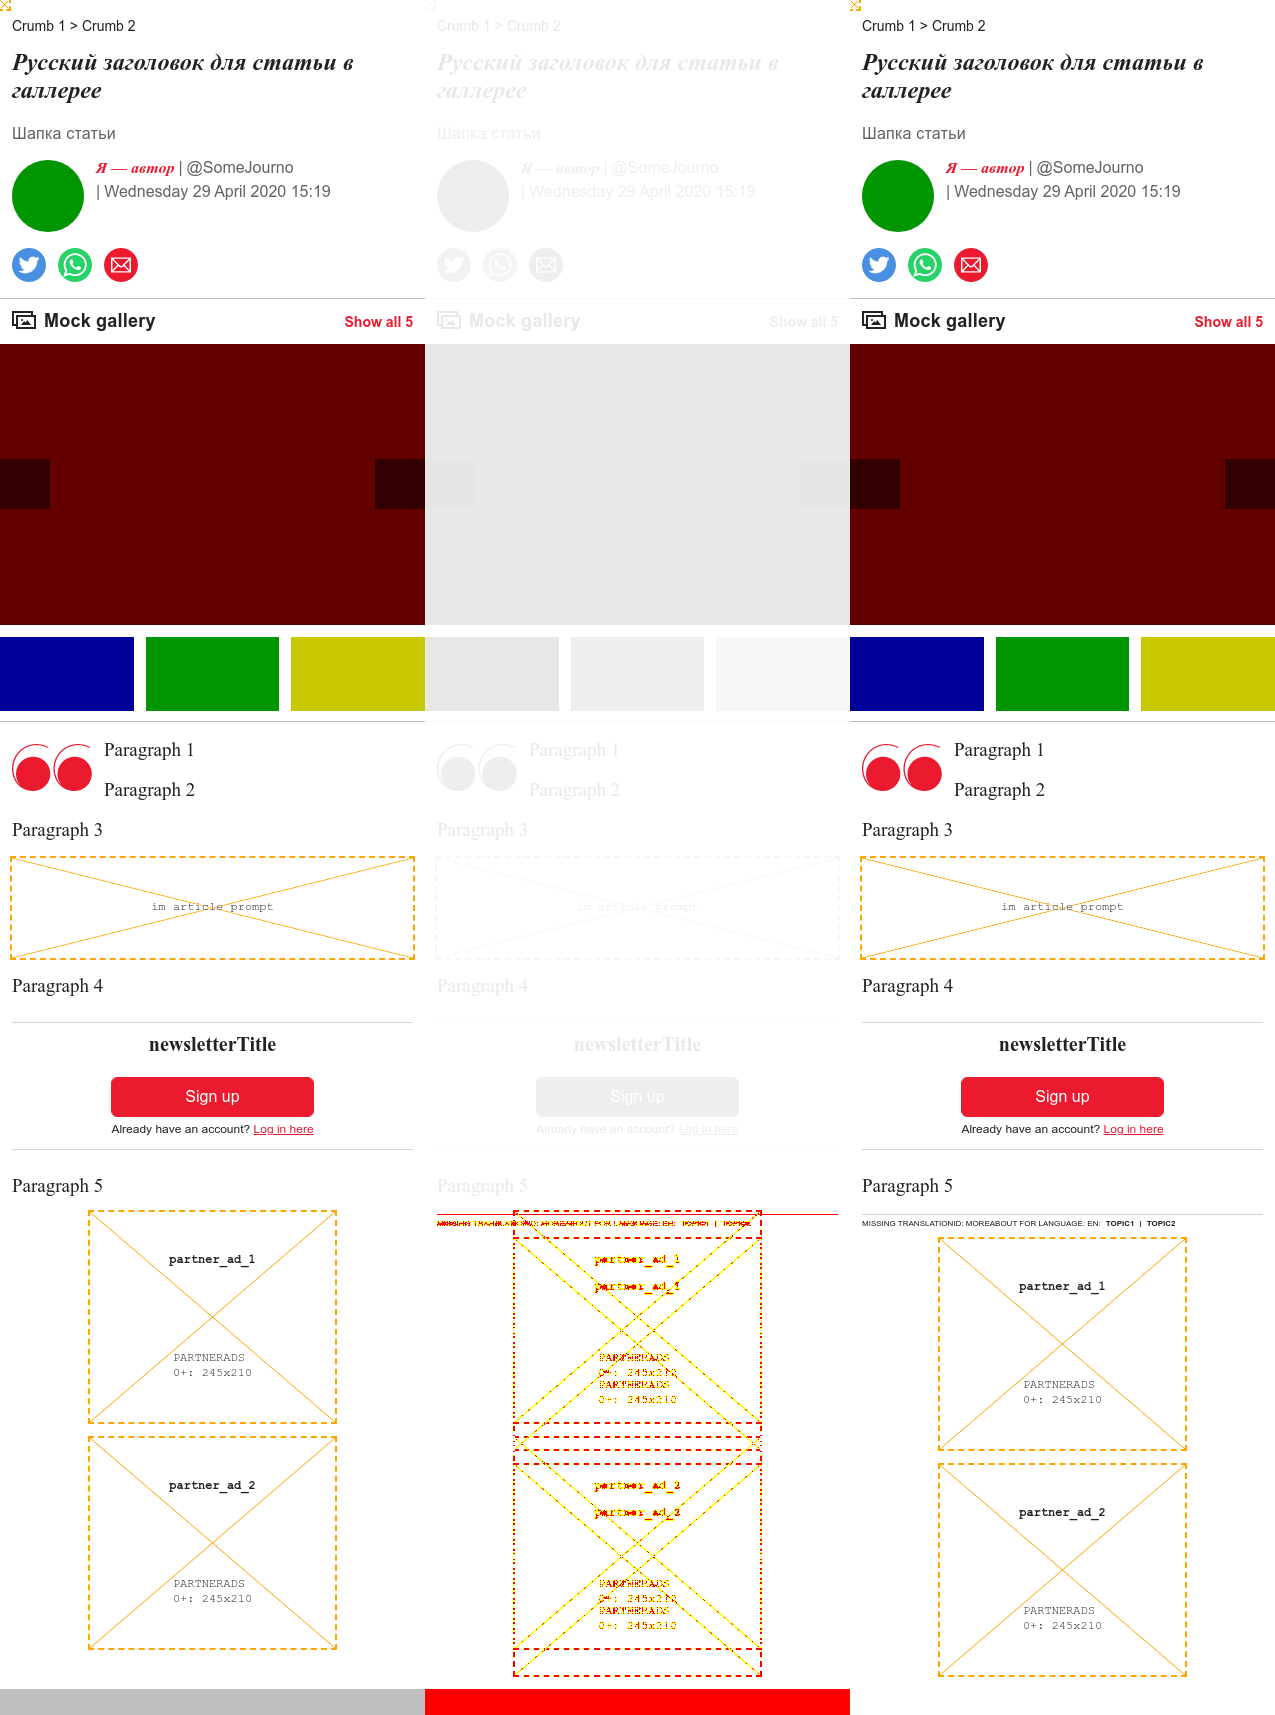 Crumb 1 > Crumb 2
Русский заголовок для статьи в
галлерее
Шапка статьи
Я — автор | @SomeJourno
| Wednesday 29 April 2020 15:19
Mock gallery
Show all 5
Paragraph 1
Paragraph 2
Paragraph 3
im article prompt
Paragraph 4
newsletterTitle
Sign up
Already have an account? Log in here
Paragraph 5
partner_ad_1
PARTNERADS
0+: 245x210
partner_ad_2
PARTNERADS
0+: 245x210
Crumb 1 > Crumb 2
Русский заголовок для статьи в
галлерее
Шапка статьи
Я — автор | @SomeJourno
| Wednesday 29 April 2020 15:19
Mock gallery
Show all 5
Paragraph 1
Paragraph 2
Paragraph 3
im article prompt
Paragraph 4
newsletterTitle
Sign up
Already have an account? Log in here
Paragraph 5
partner_ad_1
partner_ad_1
PARTNERADS
0+: 245x210
PARTNERADS
0+: 245x210
partner_ad_2
partner_ad_2
PARTNERADS
0+: 245x210
PARTNERADS
0+: 245x210
Crumb 1 > Crumb 2
Русский заголовок для статьи в
галлерее
Шапка статьи
Я — автор | @SomeJourno
| Wednesday 29 April 2020 15:19
Mock gallery
Show all 5
Paragraph 1
Paragraph 2
Paragraph 3
im article prompt
Paragraph 4
newsletterTitle
Sign up
Already have an account? Log in here
Paragraph 5
MISSING TRANSLATIONID: MOREABOUT FOR LANGUAGE: EN: TOPIC1 | TOPIC2
partner_ad_1
PARTNERADS
0+: 245x210
partner_ad_2
PARTNERADS
0+: 245x210